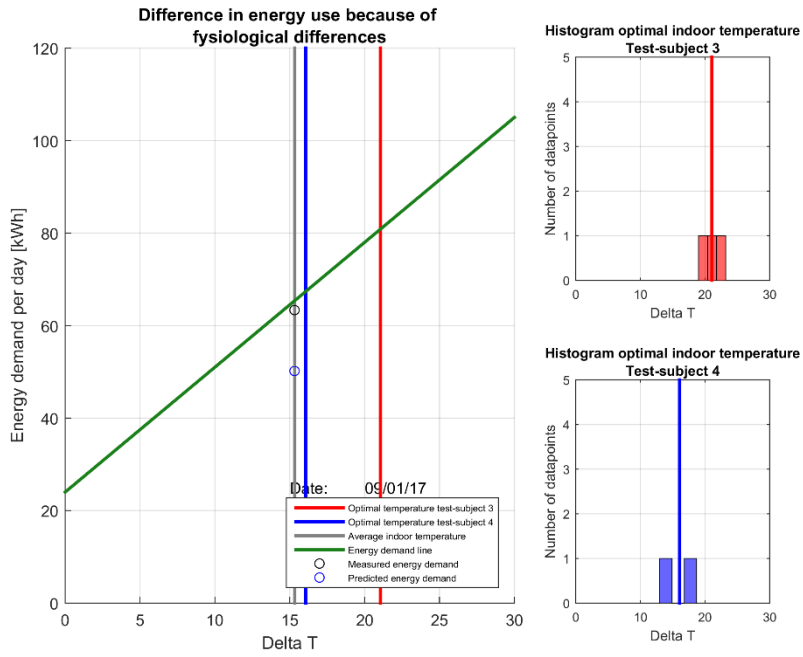 Difference in energy use because of
fysiological differences
120
100
80
60
40
20
0
Energy demand per day [kWh]
0 5 10 15 20 25 30
Delta T
Date: 09/01/17
Optimal temperature test-subject 3
Optimal temperature test-subject 4
Average indoor temperature
Energy demand line
Measured energy demand
Predicted energy demand
Histogram optimal indoor temperature
Test-subject 3
5
4
3
2
1
0
Number of datapoints
0 10 20 30
Delta T
Histogram optimal indoor temperature
Test-subject 4
5
4
3
2
1
0
Number of datapoints
0 10 20 30
Delta T